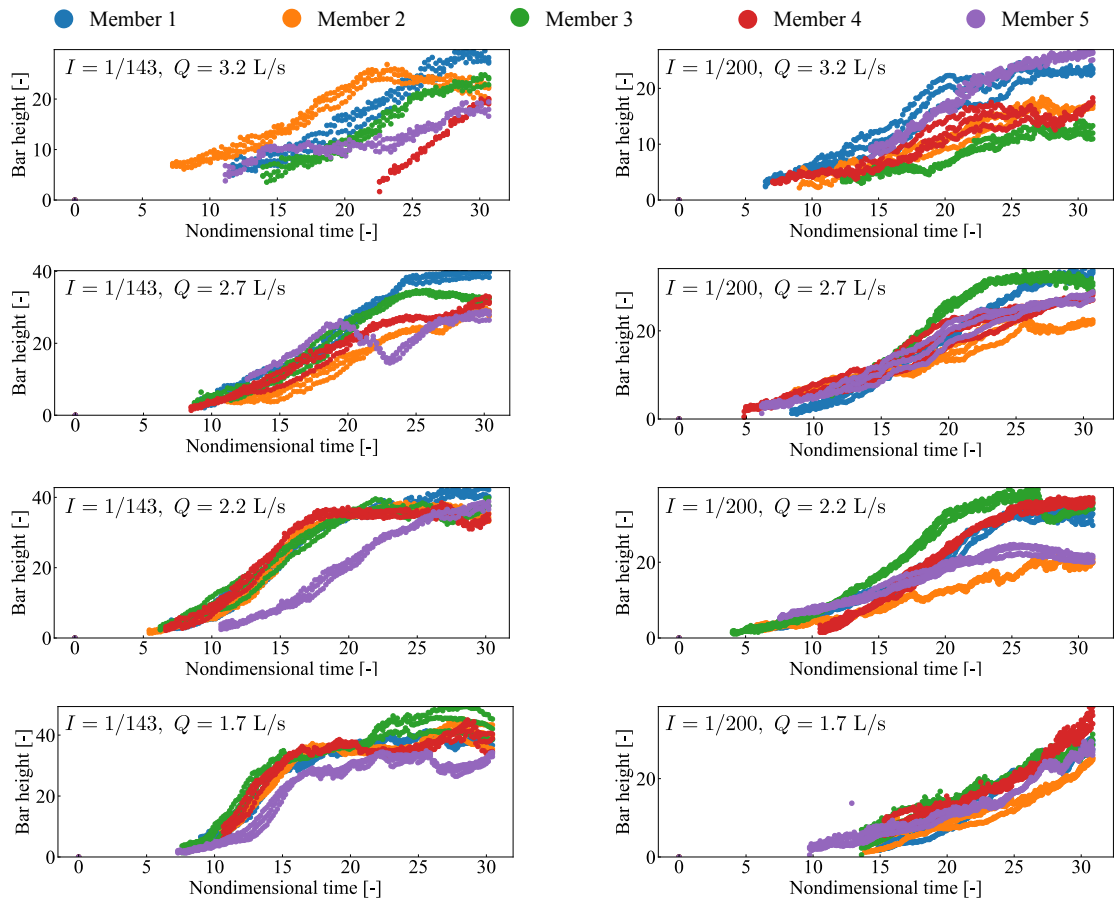 Member 1 Member 2 Member 3 Member 4 Member 5
I = 1/143, Q = 3.2 L/s
Bar height [-]
20
10
0
0 5 10 15 20 25 30
Nondimensional time [-]
I = 1/200, Q = 3.2 L/s
Bar height [-]
20
10
0
0 5 10 15 20 25 30
Nondimensional time [-]
I = 1/143, Q = 2.7 L/s
Bar height [-]
40
20
0
0 5 10 15 20 25 30
Nondimensional time [-]
I = 1/200, Q = 2.7 L/s
Bar height [-]
20
0
0 5 10 15 20 25 30
Nondimensional time [-]
I = 1/143, Q = 2.2 L/s
Bar height [-]
40
20
0
0 5 10 15 20 25 30
Nondimensional time [-]
I = 1/200, Q = 2.2 L/s
Bar height [-]
20
0
0 5 10 15 20 25 30
Nondimensional time [-]
I = 1/143, Q = 1.7 L/s
Bar height [-]
40
20
0
0 5 10 15 20 25 30
Nondimensional time [-]
I = 1/200, Q = 1.7 L/s
Bar height [-]
20
0
0 5 10 15 20 25 30
Nondimensional time [-]